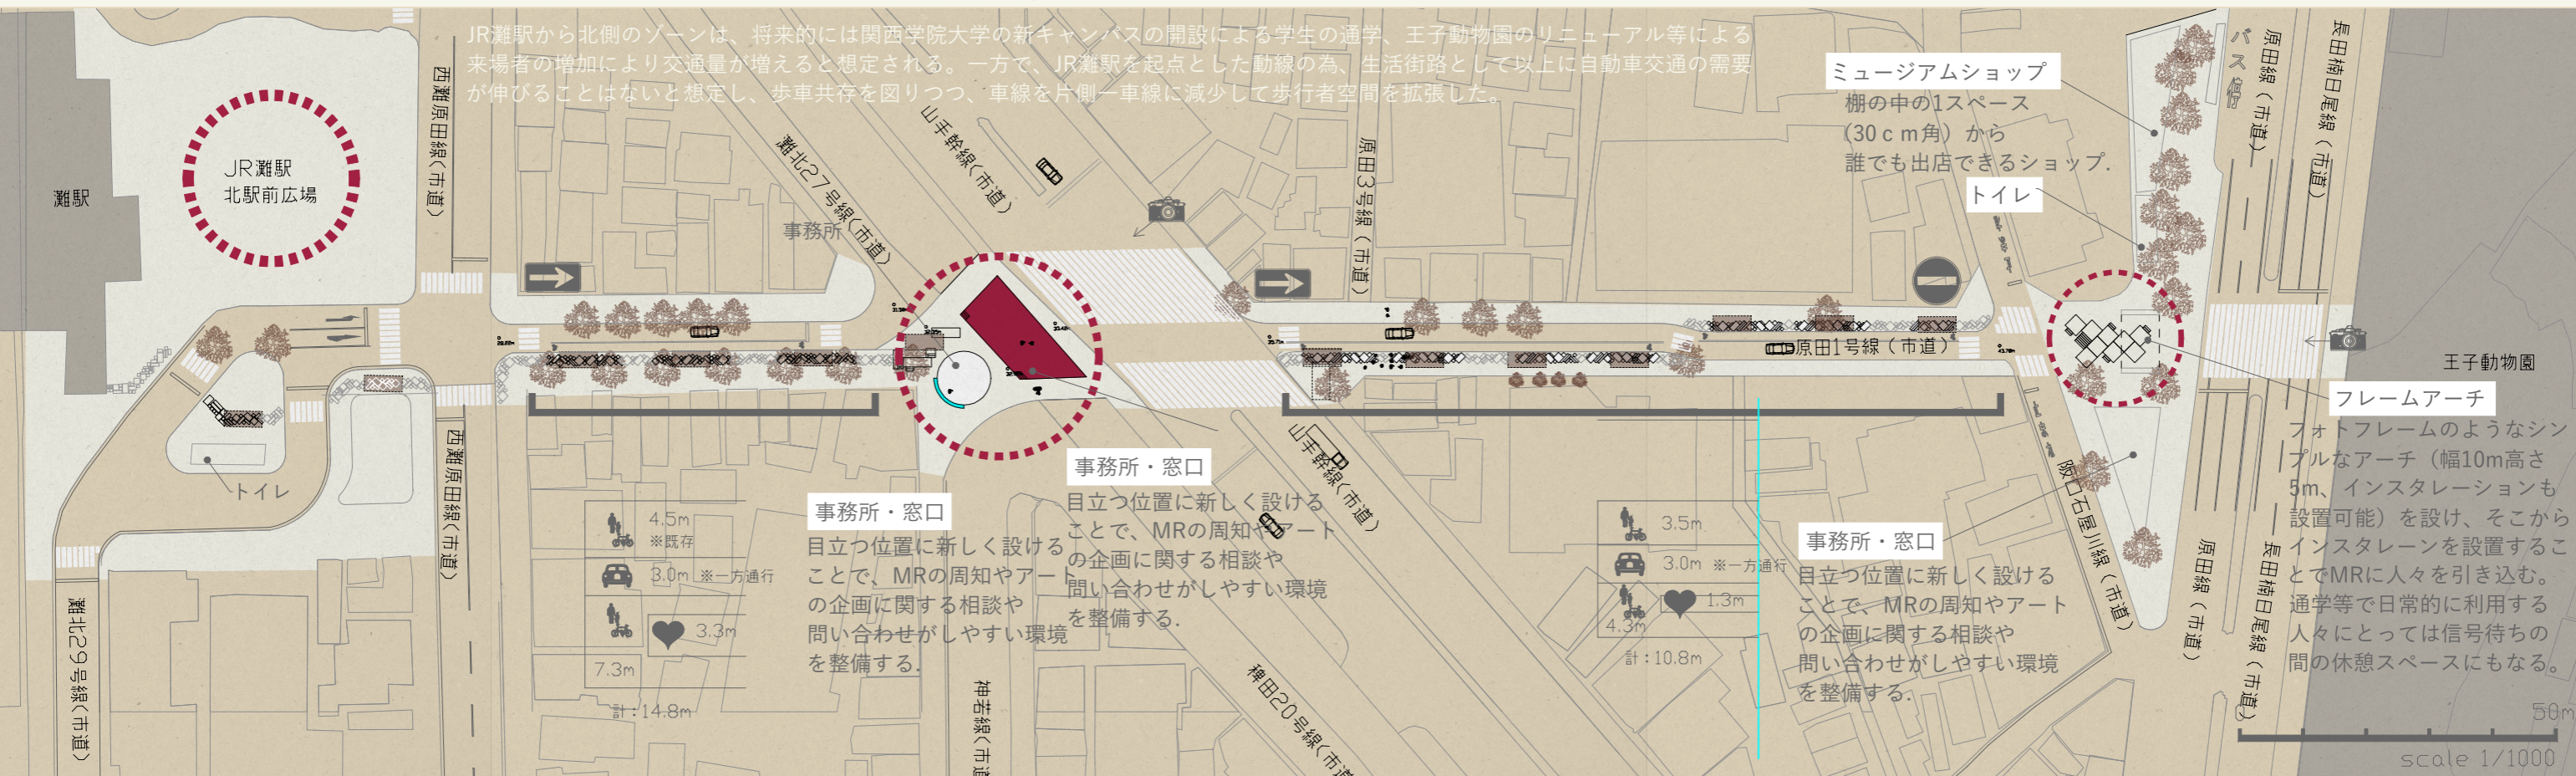 JR灘駅から北側のゾーンは、将来的には関西学院大学の新キャンパスの開設による学生の通学、王子動物園のリニューアル等による
来場者の増加により交通量が増えると想定される。一方で、JR灘駅を起点とした動線の為、生活街路として以上に自動車交通の需要
が伸びることはないと想定し、歩車共存を図りつつ、車線を片側一車線に減少して歩行者空間を拡張した。
灘駅
JR灘駅
北駅前広場
西灘原田線(市道)
灘北27号線(市道)
事務所
山手幹線(市道)
原田3号線(市道)
ミュージアムショップ
棚の中の1スペース
(30cm角)から
誰でも出店できるショップ.
トイレ
バス停
原田線(市道)
長田楠日尾線(市道)
原田1号線(市道)
王子動物園
フレームアーチ
フォトフレームのようなシン
プルなアーチ(幅10m高さ
5m、インスタレーションも
設置可能)を設け、そこから
インスタレーンを設置するこ
とでMRに人々を引き込む。
通学等で日常的に利用する
人々にとっては信号待ちの
間の休憩スペースにもなる。
トイレ
西灘原田線(市道)
灘北29号線(市道)
4.5m
※既存
3.0m ※一方通行
3.3m
7.3m
計:14.8m
事務所・窓口
目立つ位置に新しく設ける
ことで、MRの周知やアート
の企画に関する相談や
問い合わせがしやすい環境
を整備する.
事務所・窓口
目立つ位置に新しく設ける
ことで、MRの周知やアート
の企画に関する相談や
問い合わせがしやすい環境
を整備する.
山手幹線(市道)
神若線(市道
稗田20号線(市道
3.5m
3.0m ※一方通行
1.3m
4.3m
計:10.8m
事務所・窓口
目立つ位置に新しく設ける
ことで、MRの周知やアート
の企画に関する相談や
問い合わせがしやすい環境
を整備する.
阪口石屋川線(市道)
原田線(市道)
長田楠日尾線(市道)
50m
scale 1/1000